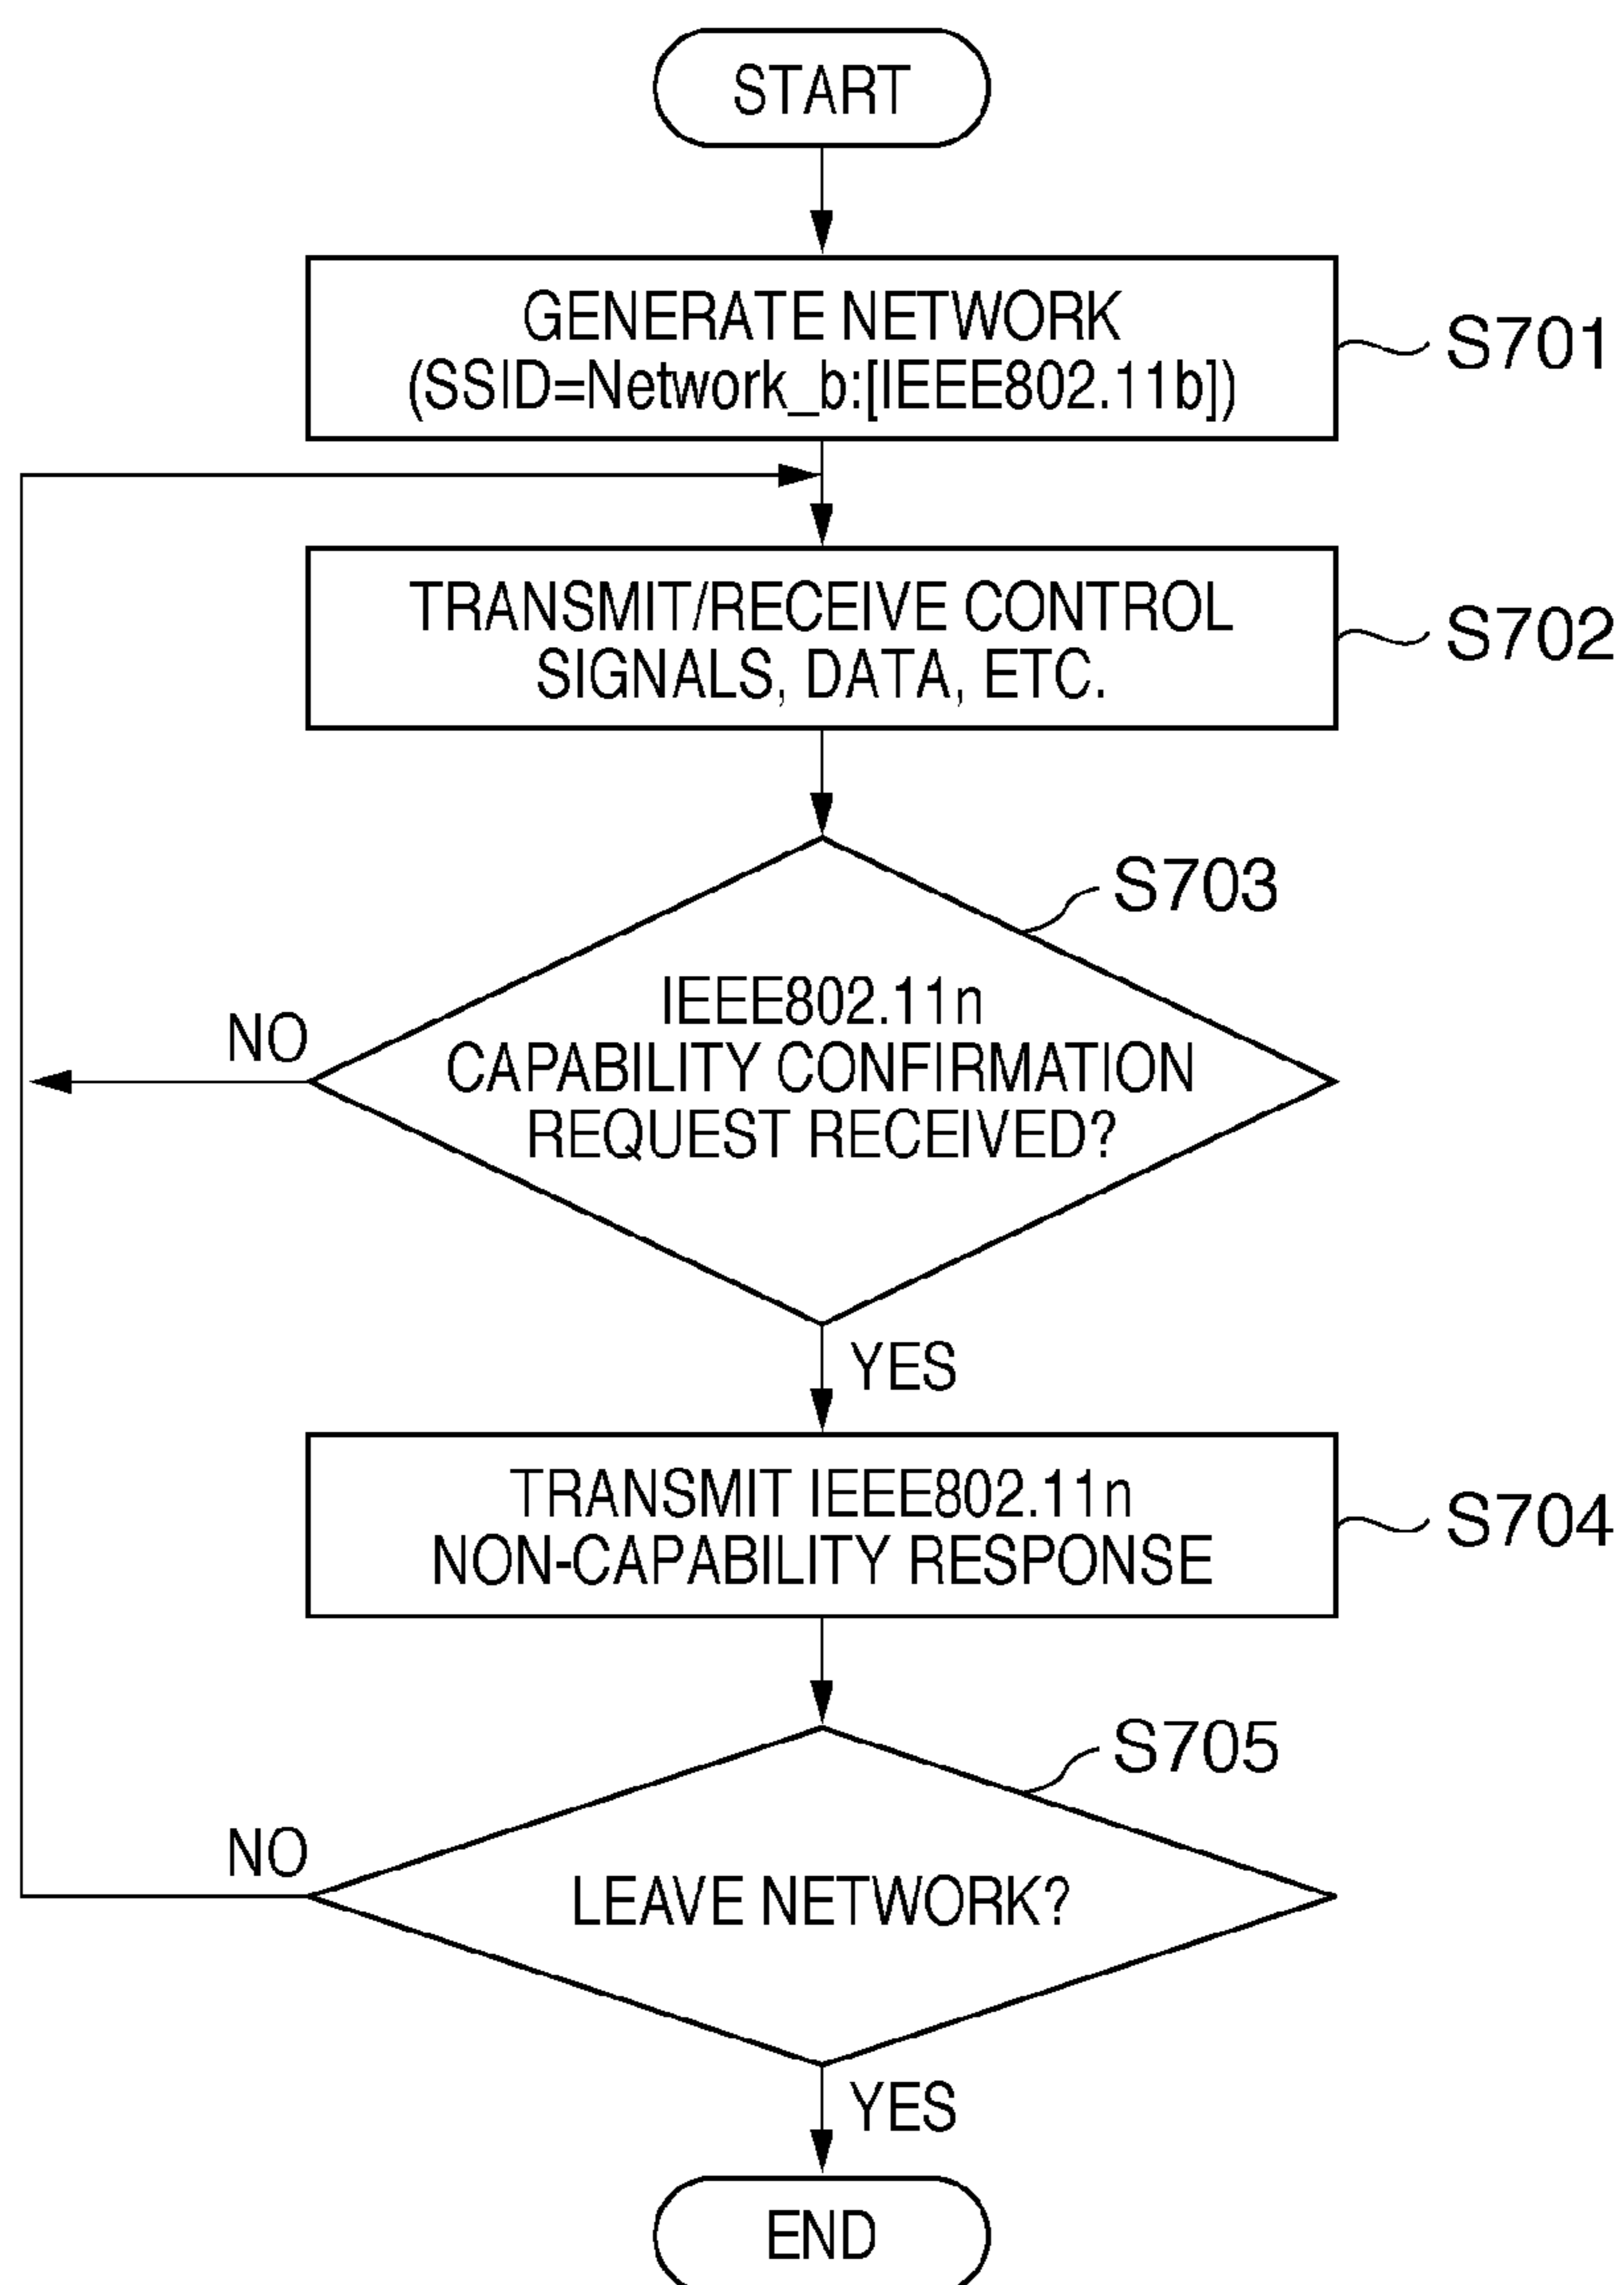 START
GENERATE NETWORK
(SSID=Network_b:[IEEE802.11b])
S701
TRANSMIT/RECEIVE CONTROL
SIGNALS, DATA, ETC.
S702
S703
IEEE802.11n
CAPABILITY CONFIRMATION
REQUEST RECEIVED?
NO
YES
TRANSMIT IEEE802.11n
NON-CAPABILITY RESPONSE
S704
S705
LEAVE NETWORK?
NO
YES
END